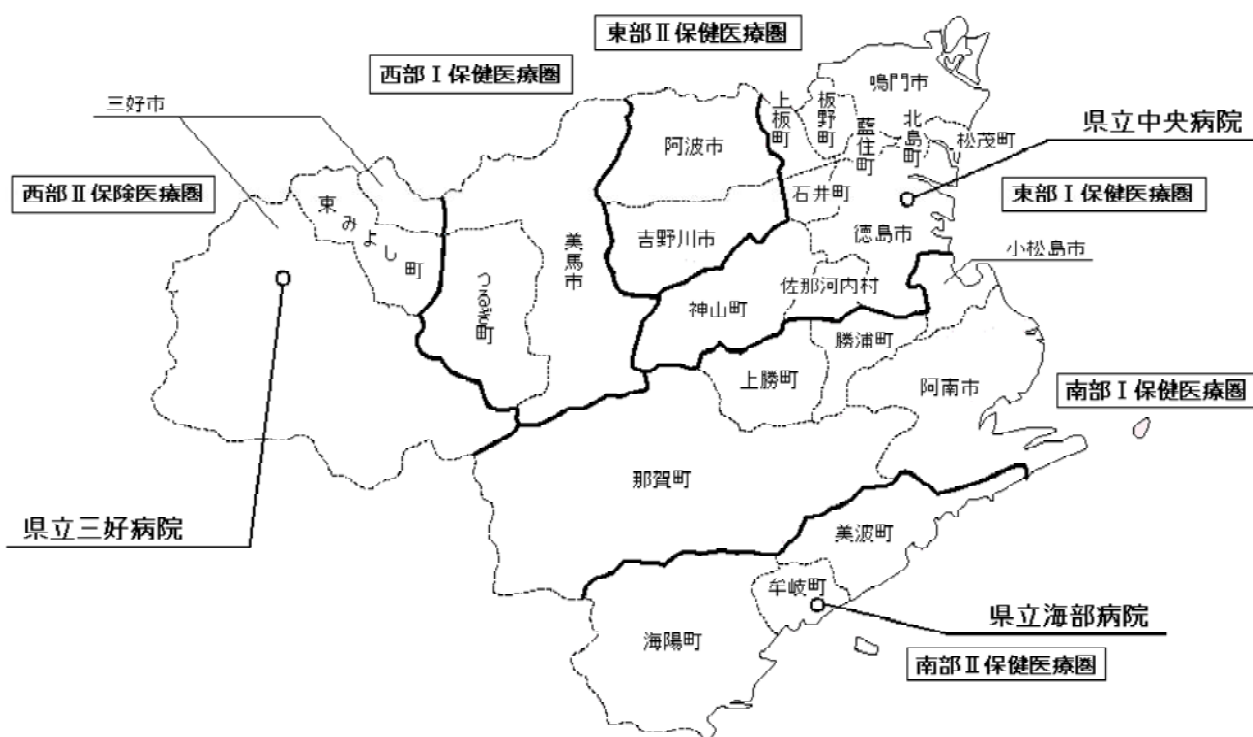 東部Ⅱ保健医療圏
西部Ⅰ保健医療圏
三好市
西部Ⅱ保険医療圏
鳴門市
上板町
板野町
藍住町
北島町
松茂町
県立中央病院
阿波市
石井町
東部Ⅰ保健医療圏
東みよし町
美馬市
吉野川市
徳島市
小松島市
つるぎ町
神山町
佐那河内村
勝浦町
上勝町
阿南市
南部Ⅰ保健医療圏
那賀町
県立三好病院
美波町
牟岐町
県立海部病院
海陽町
南部Ⅱ保健医療圏